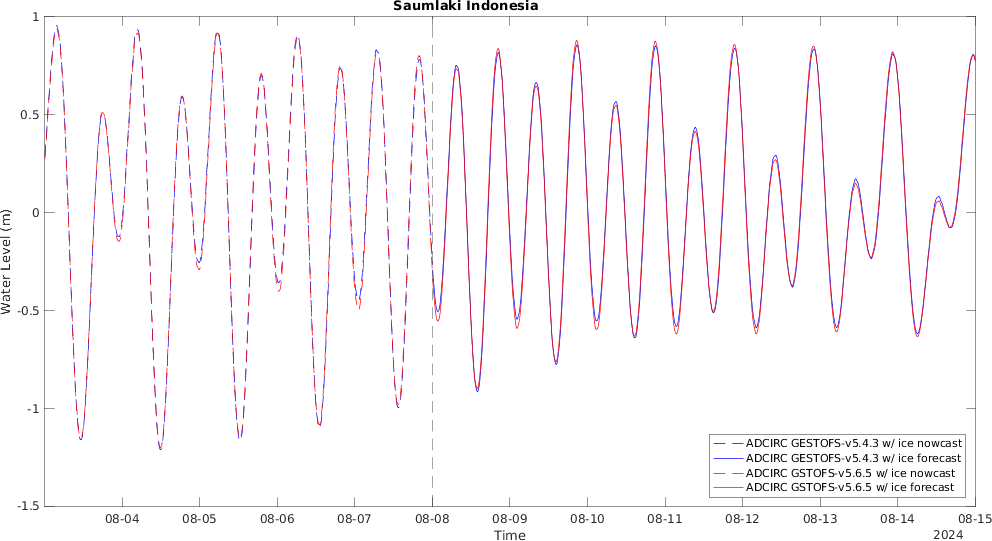 Saumlaki Indonesia
Water Level (m)
1
0.5
0
-0.5
-1
-1.5
ADCIRC GESTOFS-v5.4.3 w/ ice nowcast
ADCIRC GESTOFS-v5.4.3 w/ ice forecast
ADCIRC GSTOFS-v5.6.5 w/ ice nowcast
ADCIRC GSTOFS-v5.6.5 w/ ice forecast
08-04 08-05 08-06 08-07 08-08 08-09 08-10 08-11 08-12 08-13 08-14 08-15
Time
2024